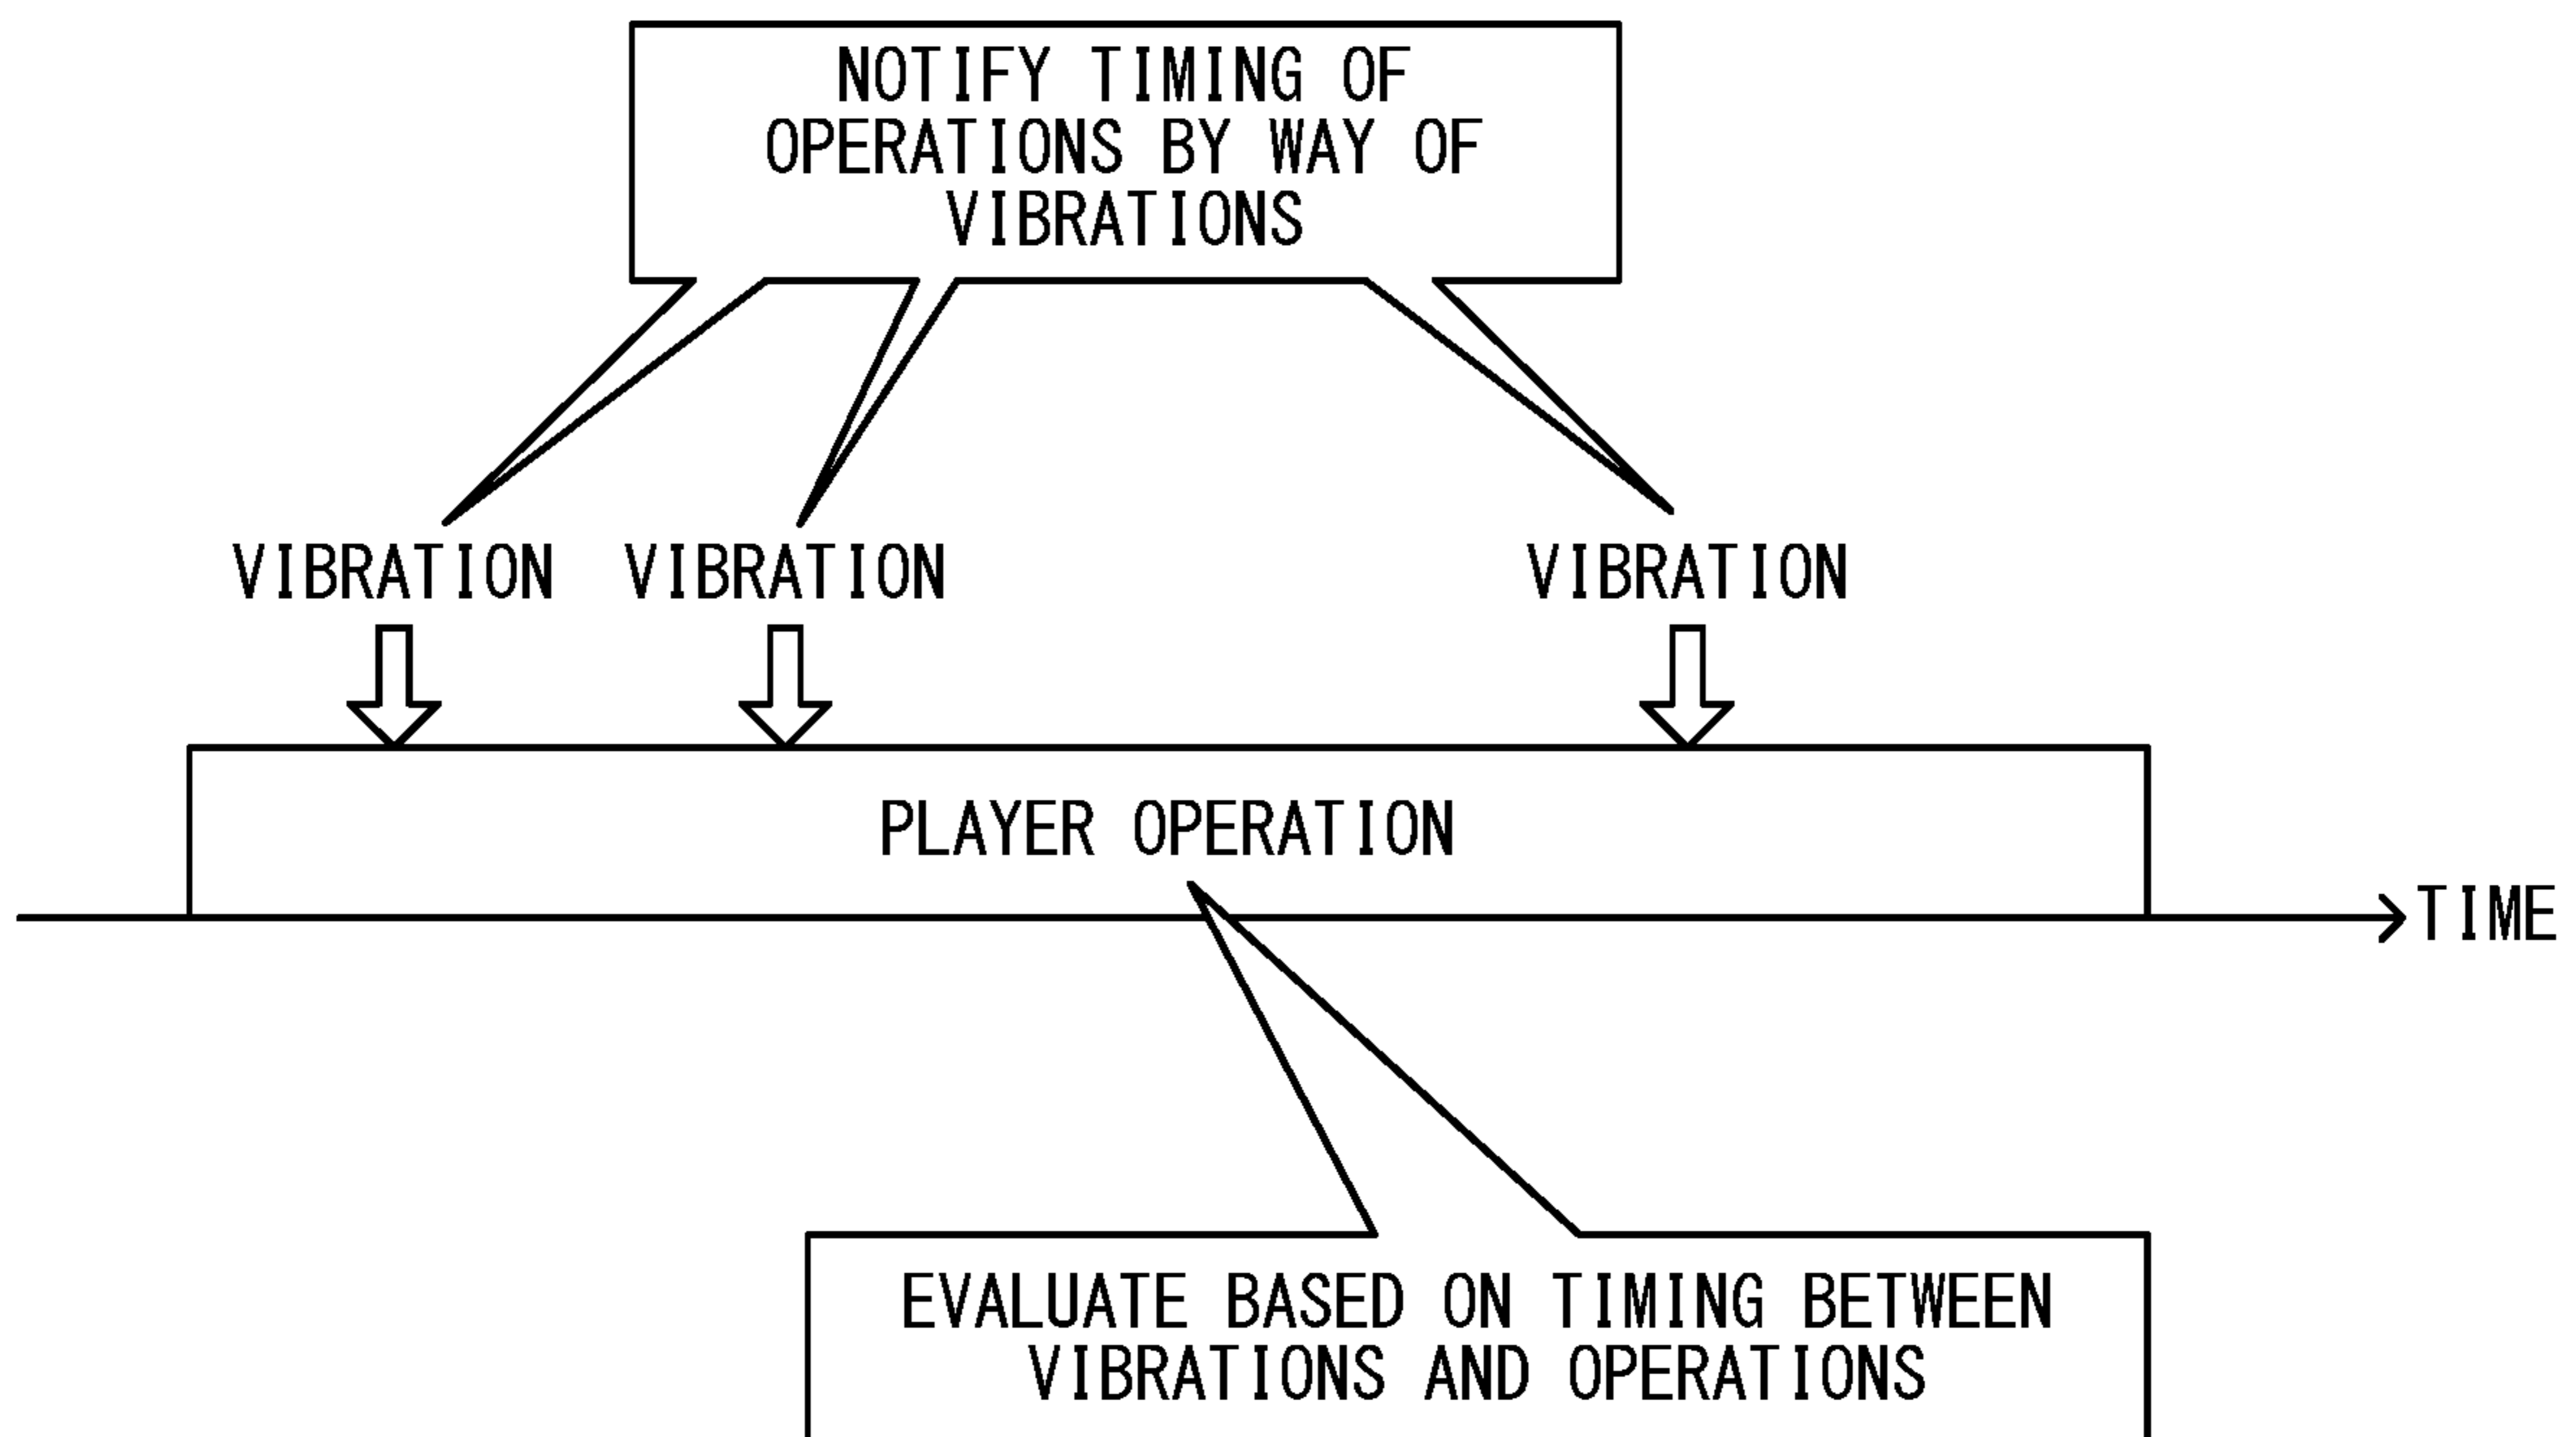 NOTIFY TIMING OF
OPERATIONS BY WAY OF
VIBRATIONS
VIBRATION VIBRATION VIBRATION
PLAYER OPERATION
TIME
EVALUATE BASED ON TIMING BETWEEN
VIBRATIONS AND OPERATIONS